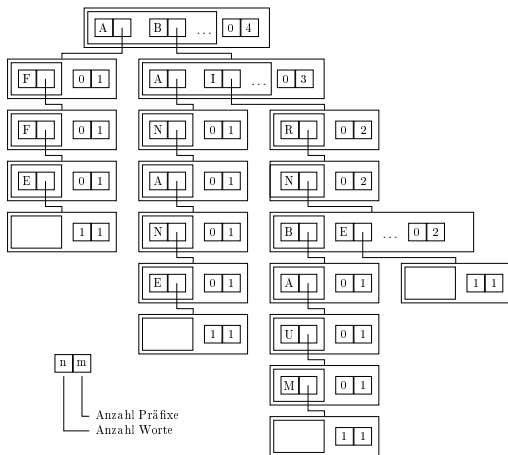 A B ... 0 4
F 0 1 A I ... 0 3
F 0 1 N 0 1 R 0 2
E 0 1 A 0 1 N 0 2
1 1 N 0 1 B E ... 0 2
E 0 1 A 0 1 1 1
1 1 U 0 1
n m M 0 1
Anzahl Präfixe
Anzahl Worte
1 1